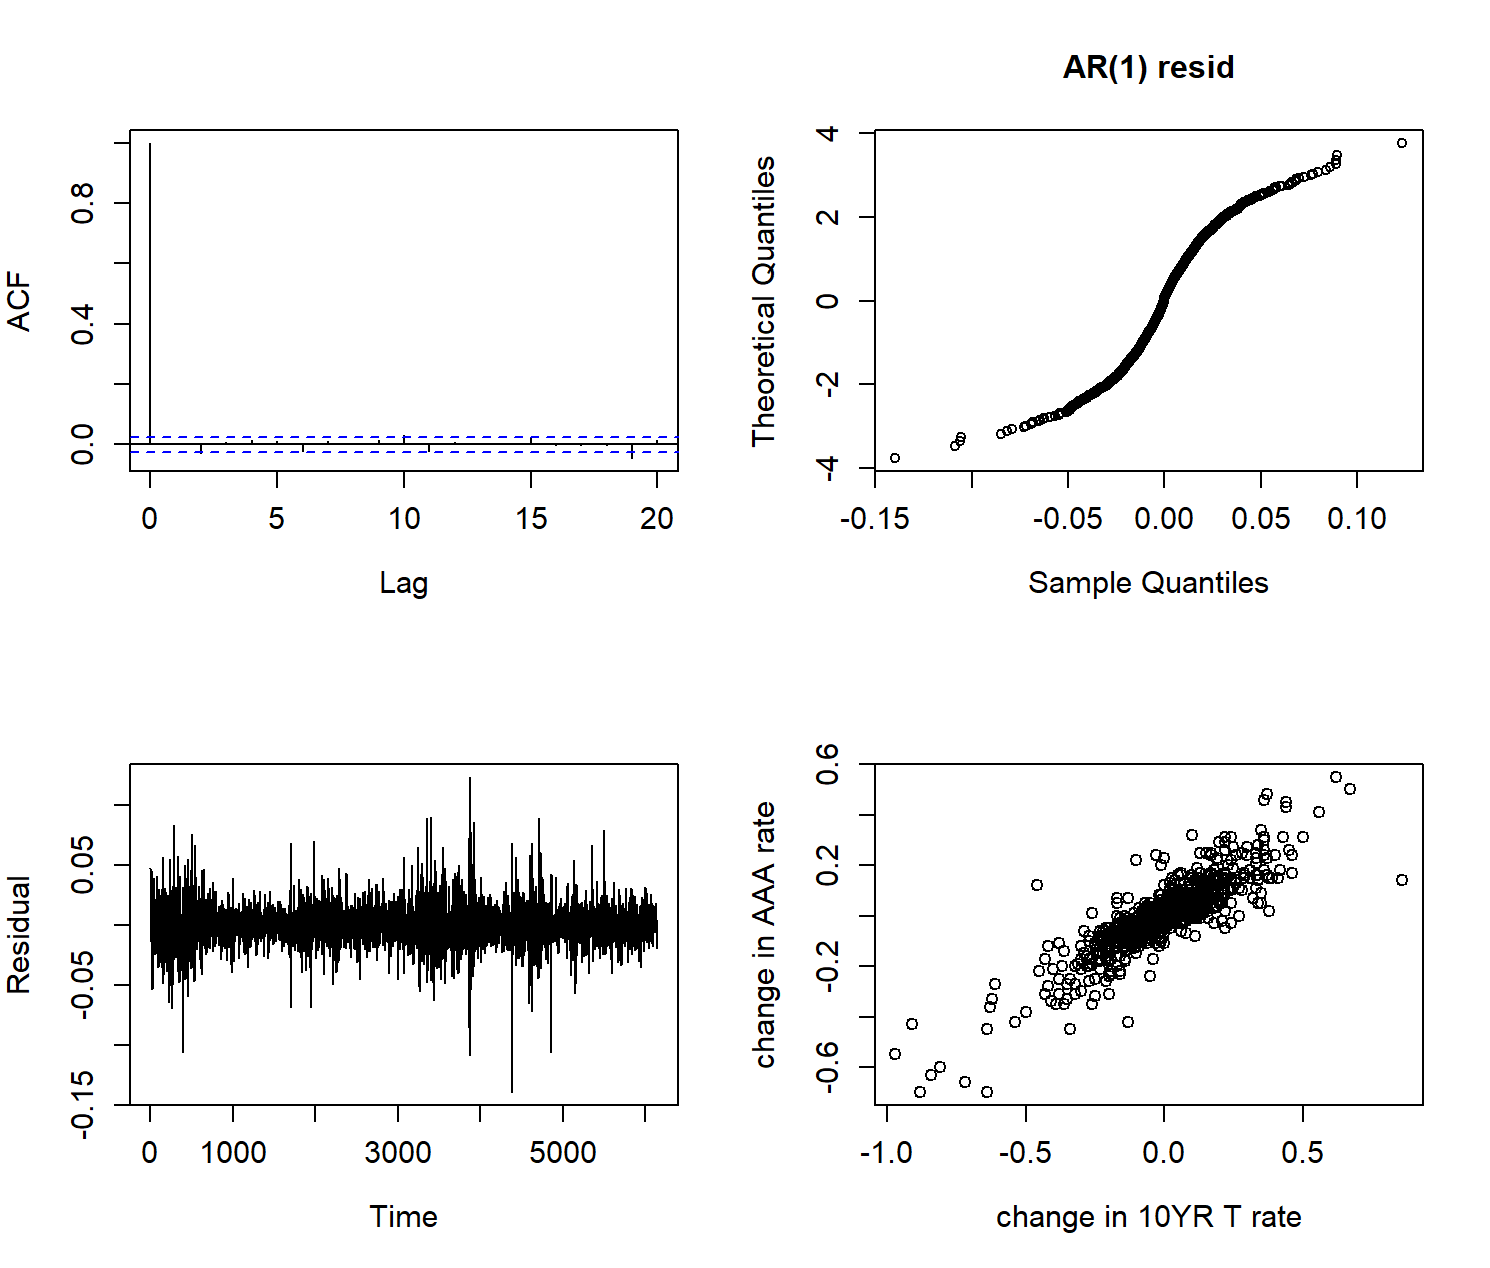 AR(1) resid
ACF
0.0 0.4 0.8
0 5 10 15 20
Lag
Theoretical Quantiles
-4 -2 0 2 4
-0.15 -0.05 0.00 0.05 0.10
Sample Quantiles
Residual
-0.15 -0.05 0.05
0 1000 3000 5000
Time
change in AAA rate
-0.6 -0.2 0.2 0.6
-1.0 -0.5 0.0 0.5
change in 10YR T rate